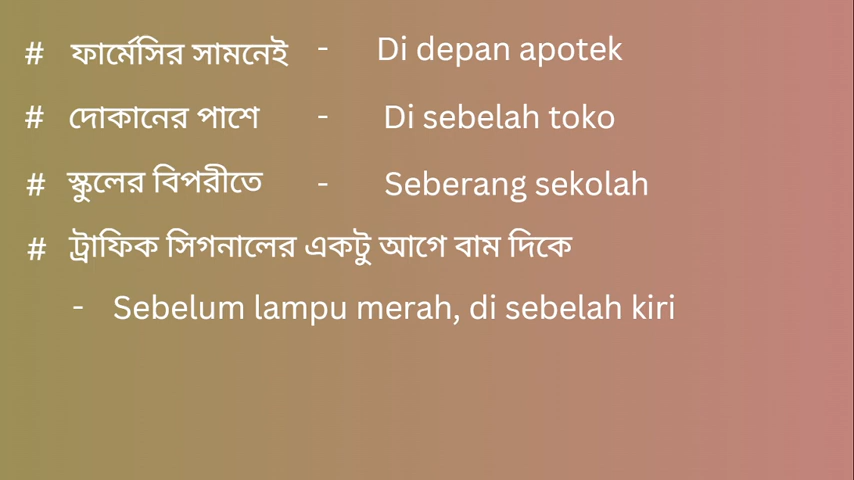 # ফার্মেসির সামনেই - Di depan apotek
# দোকানের পাশে - Di sebelah toko
# স্কুলের বিপরীতে - Seberang sekolah
# ট্রাফিক সিগনালের একটু আগে বাম দিকে
- Sebelum lampu merah, di sebelah kiri